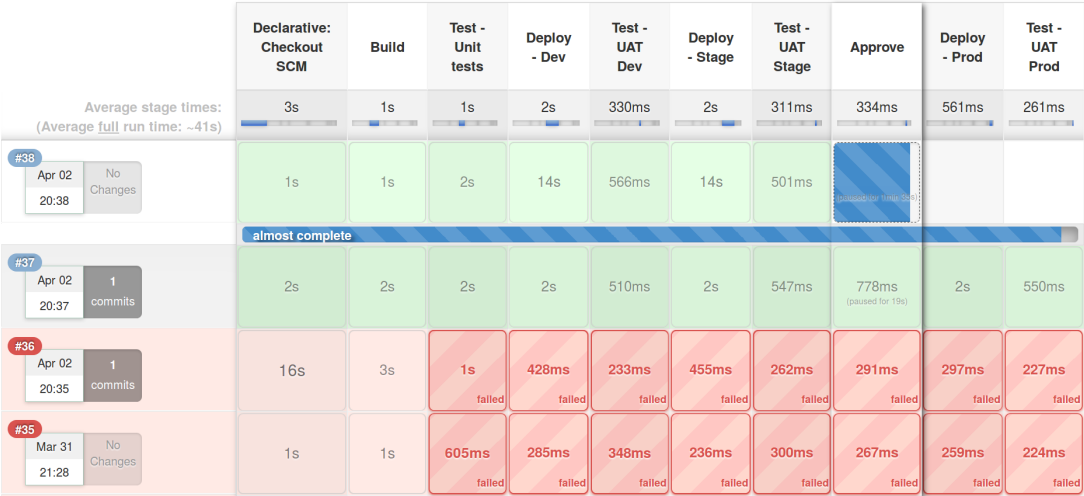 Declarative:
Checkout
SCM
Build
Test -
Unit
tests
Deploy
- Dev
Test -
UAT
Dev
Deploy
- Stage
Test -
UAT
Stage
Approve
Deploy
- Prod
Test -
UAT
Prod
Average stage times:
(Average full run time: ~41s)
3s
1s
1s
2s
330ms
2s
311ms
334ms
561ms
261ms
#38
Apr 02
20:38
No
Changes
1s
1s
2s
14s
566ms
14s
501ms
almost complete
#37
Apr 02
20:37
1
commits
2s
2s
2s
2s
510ms
2s
547ms
778ms
(paused for 19s)
2s
550ms
#36
Apr 02
20:35
1
commits
16s
3s
1s
failed
428ms
failed
233ms
failed
455ms
failed
262ms
failed
291ms
failed
297ms
failed
227ms
failed
#35
Mar 31
21:28
No
Changes
1s
1s
605ms
failed
285ms
failed
348ms
failed
236ms
failed
300ms
failed
267ms
failed
259ms
failed
224ms
failed